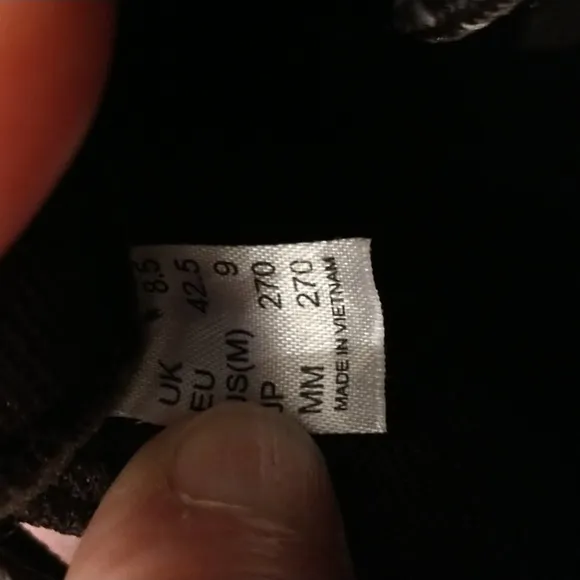 UK 8.5
EU 42.5
US(M) 9
JP 270
MM 270
MADE IN VIETNAM